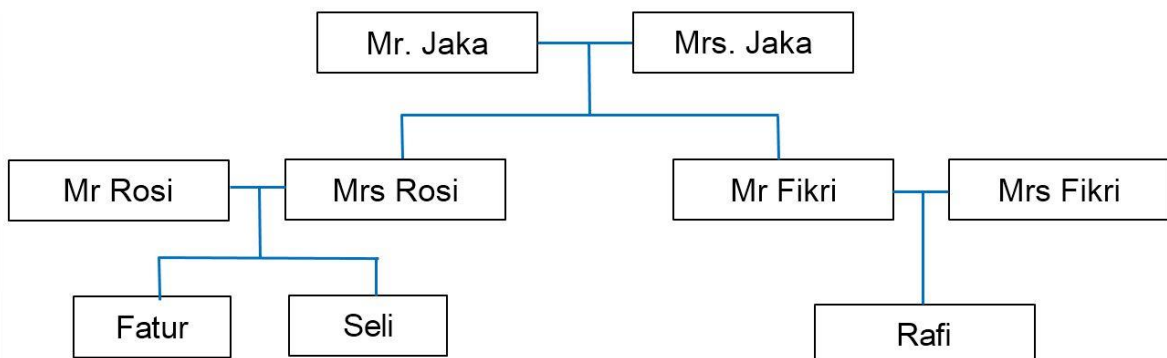 Mr. Jaka
Mrs. Jaka
Mr Rosi
Mrs Rosi
Mr Fikri
Mrs Fikri
Fatur
Seli
Rafi